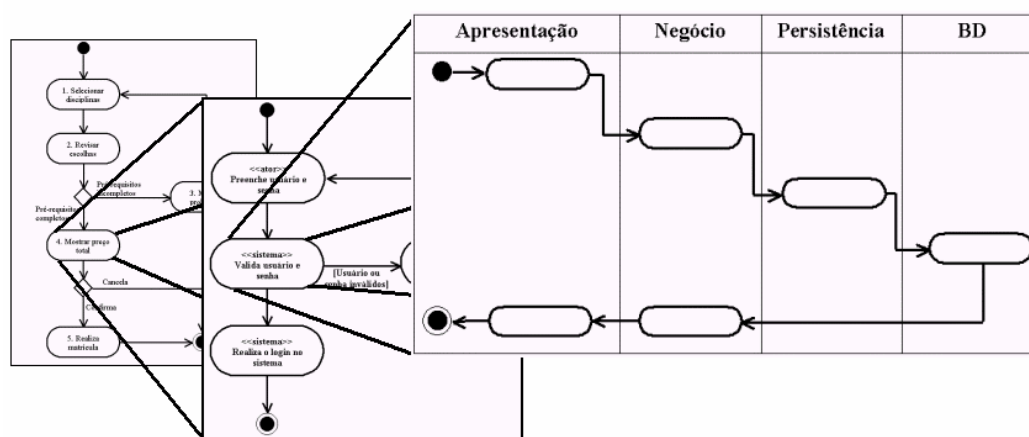 Apresentação
Negócio
Persistência
BD
1. Selecionar
disciplinas
2. Revisar
escolhas
Pré-requisitos
incompletos
Pré-requisitos
completos
4. Mostrar preço
total
Cancela
Confirma
5. Realiza
matrícula
<<ator>>
Preenche usuário e
senha
<<sistema>>
Valida usuário e
senha
[Usuário ou
senha inválidos]
<<sistema>>
Realiza o login no
sistema